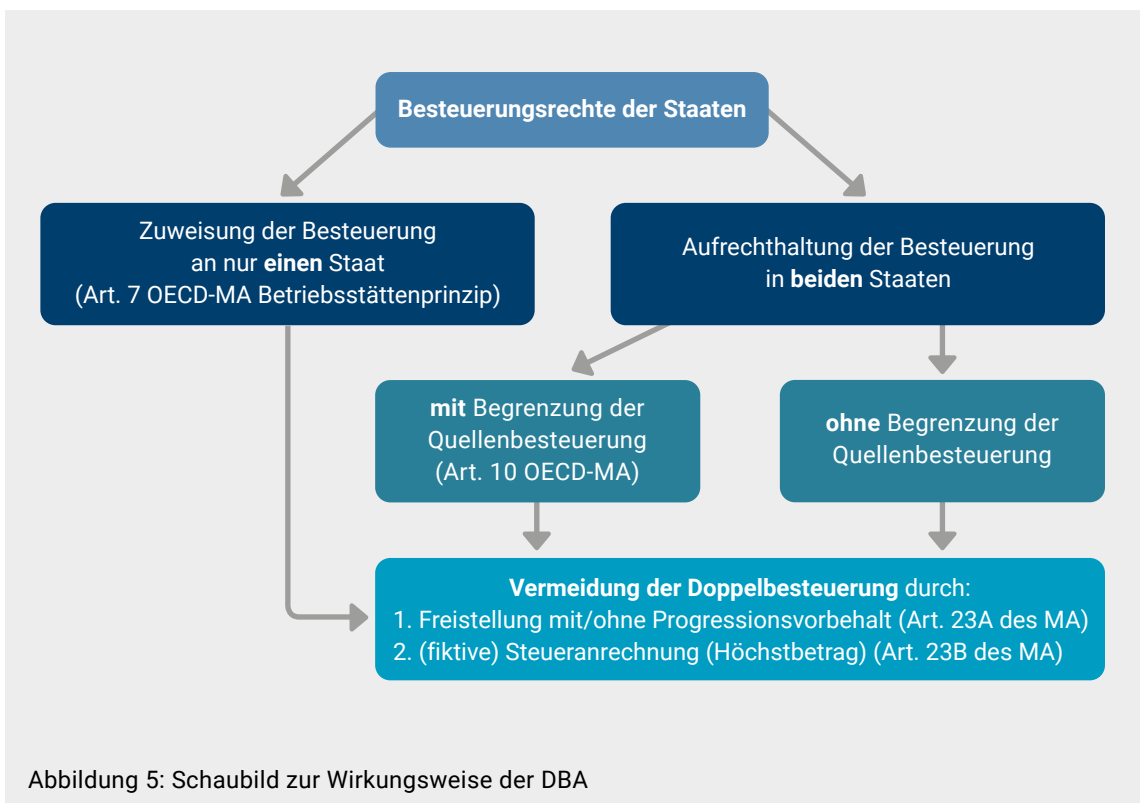 Besteuerungsrechte der Staaten
Zuweisung der Besteuerung
an nur einen Staat
(Art. 7 OECD-MA Betriebsstättenprinzip)
Aufrechthaltung der Besteuerung
in beiden Staaten
mit Begrenzung der
Quellenbesteuerung
(Art. 10 OECD-MA)
ohne Begrenzung der
Quellenbesteuerung
Vermeidung der Doppelbesteuerung durch:
1. Freistellung mit/ohne Progressionsvorbehalt (Art. 23A des MA)
2. (fiktive) Steueranrechnung (Höchstbetrag) (Art. 23B des MA)
Abbildung 5: Schaubild zur Wirkungsweise der DBA